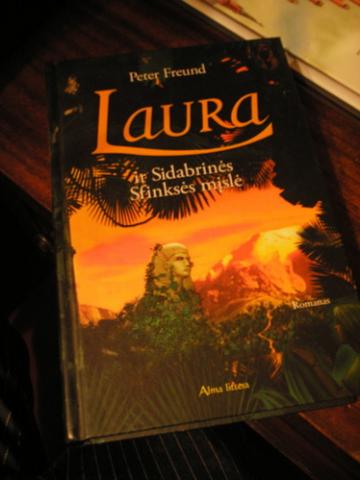 Peter Freund
LAURA
ir Sidabrinės
Sfinksės mįslė
Romanas
Alma littera